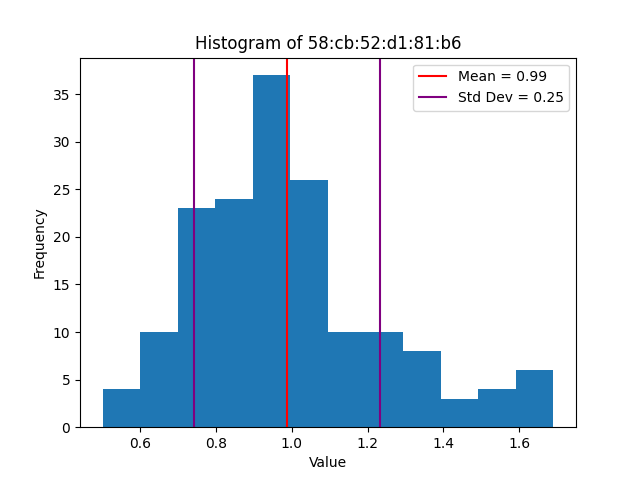 Histogram of 58:cb:52:d1:81:b6
Mean = 0.99
Std Dev = 0.25
Frequency
35
30
25
20
15
10
5
0
0.6 0.8 1.0 1.2 1.4 1.6
Value